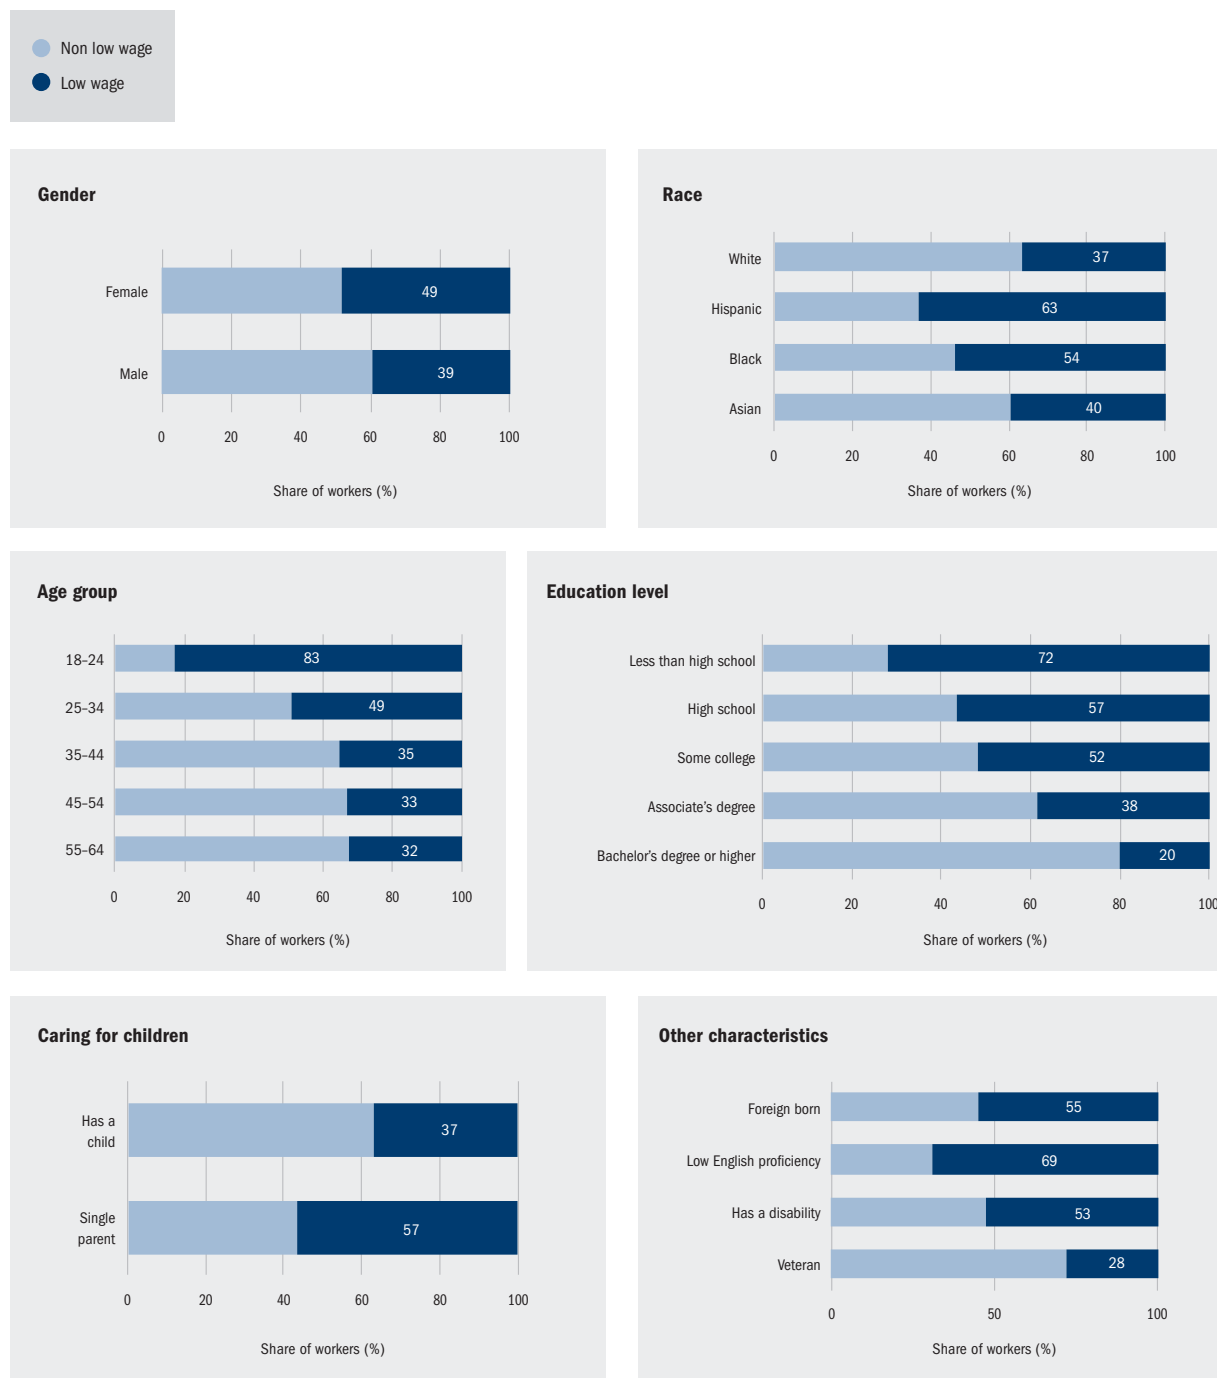 Non low wage
Low wage
Gender
Female
49
Male
39
0 20 40 60 80 100
Share of workers (%)
Race
White
37
Hispanic
63
Black
54
Asian
40
0 20 40 60 80 100
Share of workers (%)
Age group
18–24
83
25–34
49
35–44
35
45–54
33
55–64
32
0 20 40 60 80 100
Share of workers (%)
Education level
Less than high school
72
High school
57
Some college
52
Associate’s degree
38
Bachelor’s degree or higher
20
0 20 40 60 80 100
Share of workers (%)
Caring for children
Has a
child
37
Single
parent
57
0 20 40 60 80 100
Share of workers (%)
Other characteristics
Foreign born
55
Low English proficiency
69
Has a disability
53
Veteran
28
0 50 100
Share of workers (%)